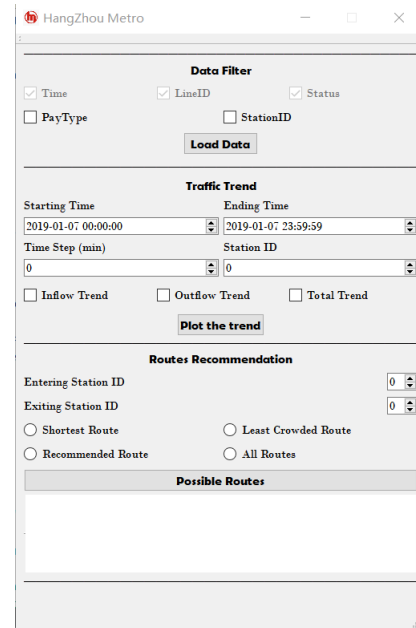 HangZhou Metro
Data Filter
Time LineID Status
PayType StationID
Load Data
Traffic Trend
Starting Time Ending Time
2019-01-07 00:00:00 2019-01-07 23:59:59
Time Step (min) Station ID
0 0
Inflow Trend Outflow Trend Total Trend
Plot the trend
Routes Recommendation
Entering Station ID 0
Exiting Station ID 0
Shortest Route Least Crowded Route
Recommended Route All Routes
Possible Routes